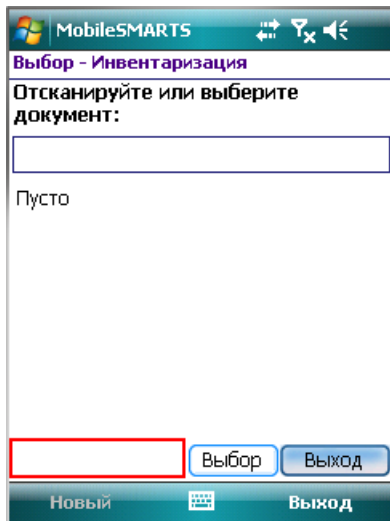 MobileSMARTS
Выбор - Инвентаризация
Отсканируйте или выберите
документ:
Пусто
Выбор Выход
Новый Выход